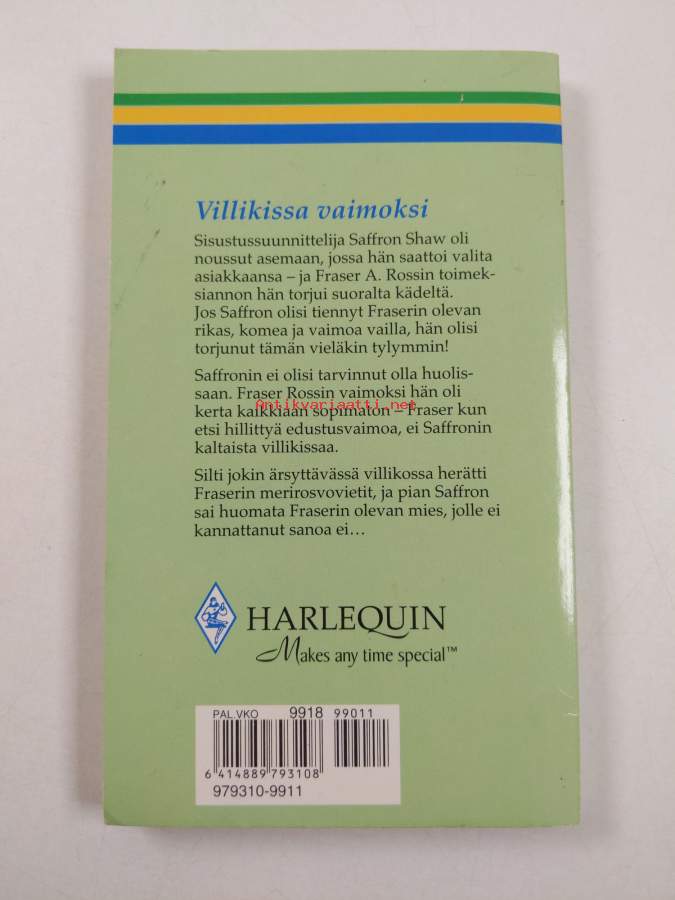 Villikissa vaimoksi
Sisustussuunnittelija Saffron Shaw oli
noussut asemaan, jossa hän saattoi valita
asiakkaansa – ja Fraser A. Rossin toimek-
siannon hän torjui suoralta kädeltä.
Jos Saffron olisi tiennyt Fraserin olevan
rikas, komea ja vaimoa vailla, hän olisi
torjunut tämän vieläkin tylymmin!
Saffronin ei olisi tarvinnut olla huolis-
saan. Fraser Rossin vaimoksi hän oli
Antikvariaatti.net
kerta kaikkiaan sopimaton – Fraser kun
etsi hillittyä edustusvaimoa, ei Saffronin
kaltaista villikissaa.
Silti jokin ärsyttävässä villikossa herätti
Fraserin merirosvovietit, ja pian Saffron
sai huomata Fraserin olevan mies, jolle ei
kannattanut sanoa ei…
HARLEQUIN
Makes any time special™
PAL.VKO 9918 99011
6 414889 793108
979310-9911